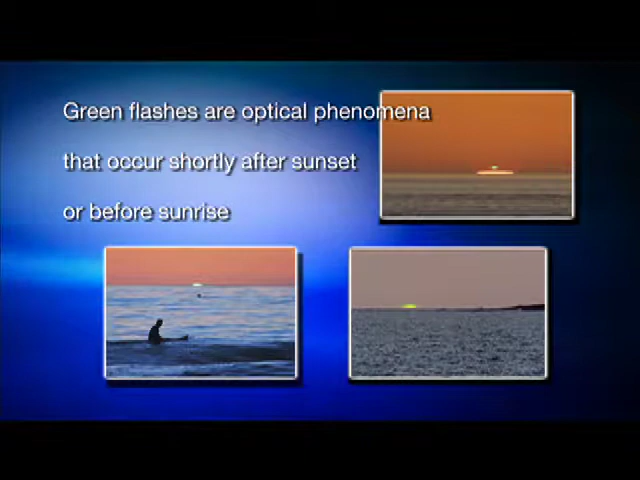 Green flashes are optical phenomena
that occur shortly after sunset
or before sunrise